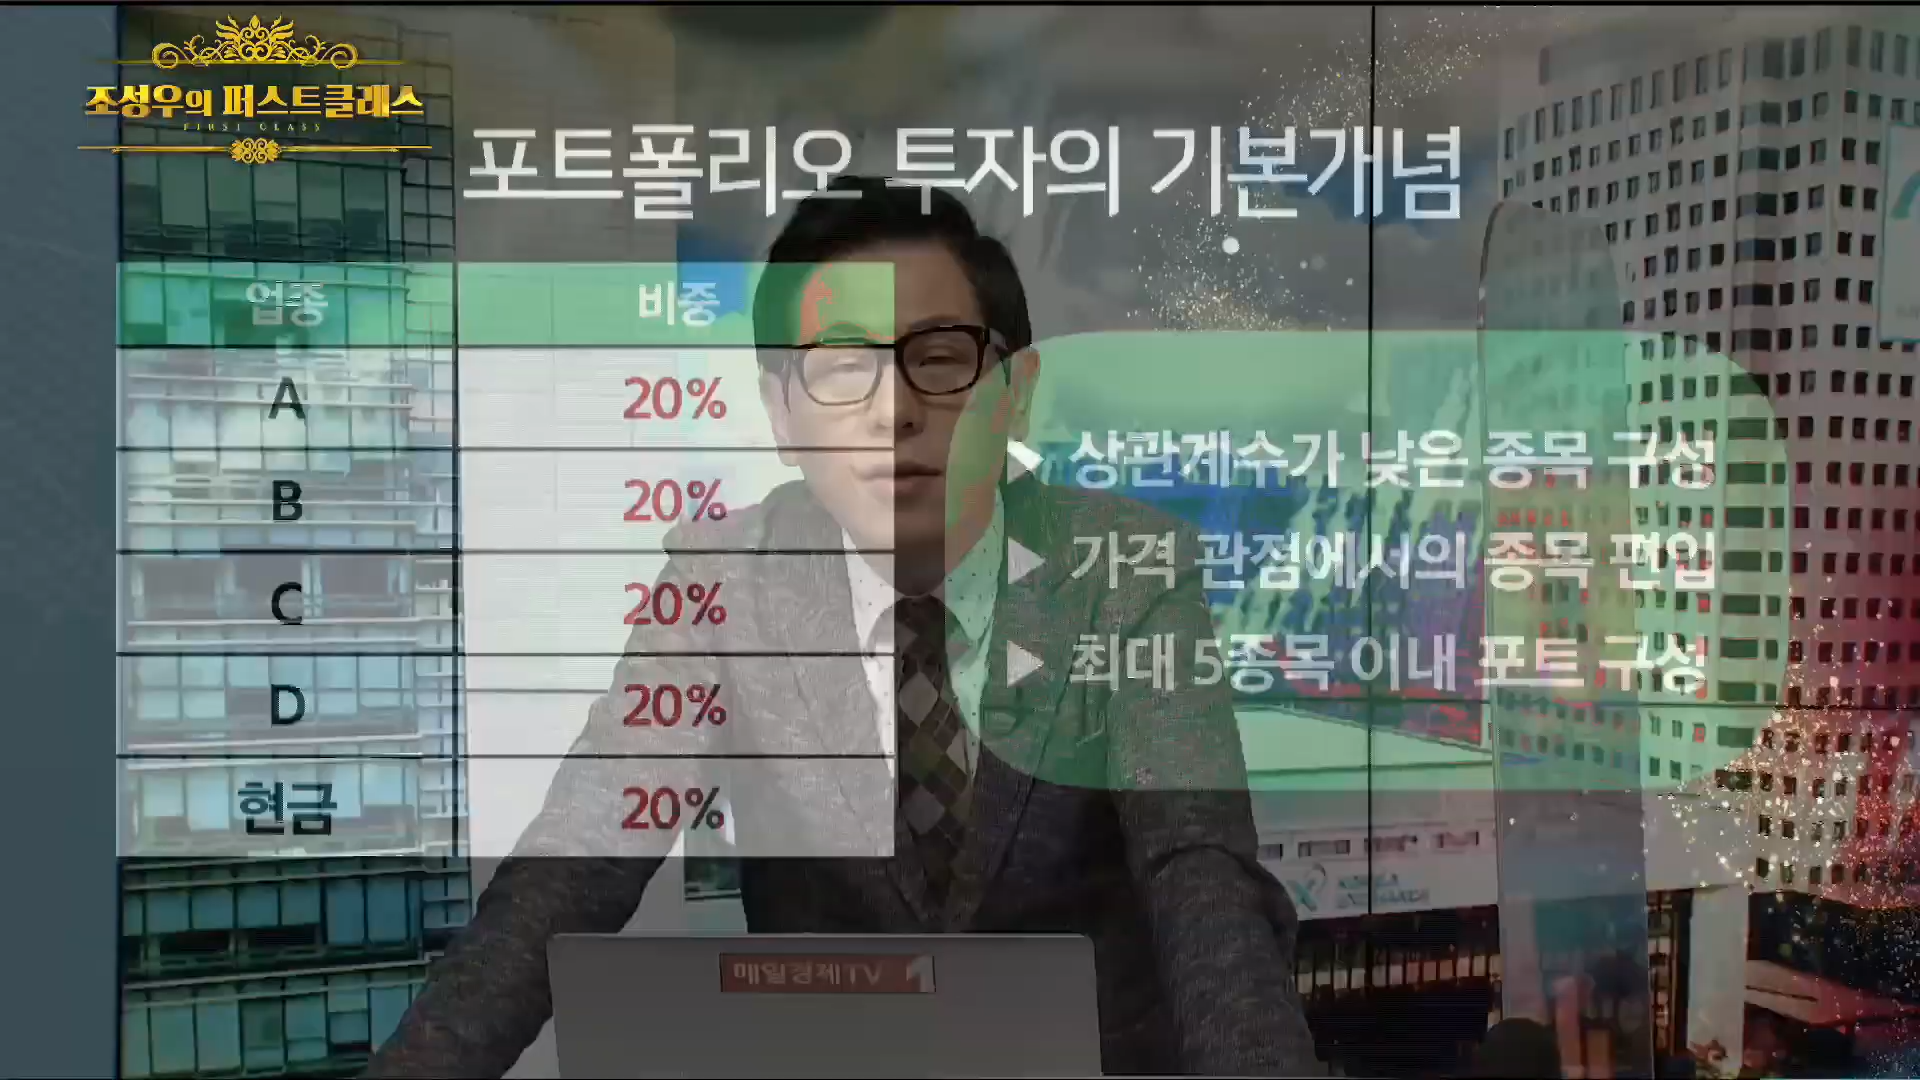 조성우의 퍼스트클래스
FIRST CLASS
포트폴리오 투자의 기본개념
업종 비중
A 20%
B 20%
C 20%
D 20%
현금 20%
▶ 상관계수가 낮은 종목 구성
▶ 가격 관점에서의 종목 편입
▶ 최대 5종목 이내 포트 구성
매일경제TV 1
KOREA